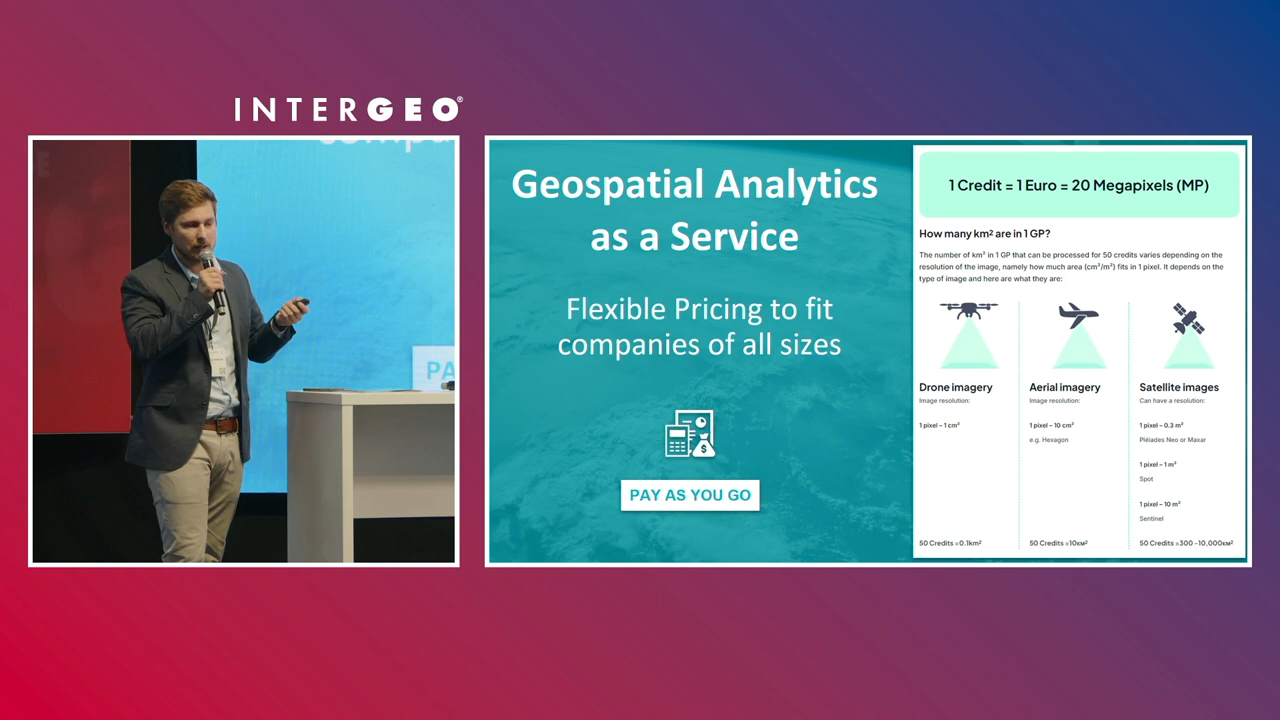 INTERGEO®
PA
Geospatial Analytics
as a Service
Flexible Pricing to fit
companies of all sizes
$
PAY AS YOU GO
1 Credit = 1 Euro = 20 Megapixels (MP)
How many km² are in 1 GP?
The number of km² in 1 GP that can be processed for 50 credits varies depending on the
resolution of the image, namely how much area (cm²/m²) fits in 1 pixel. It depends on the
type of image and here are what they are:
Drone imagery
Image resolution:
1 pixel – 1 cm²
50 Credits =0.1km²
Aerial imagery
Image resolution:
1 pixel – 10 cm²
e.g. Hexagon
50 Credits =10км²
Satellite images
Can have a resolution:
1 pixel – 0.3 m²
Pléiades Neo or Maxar
1 pixel – 1 m²
Spot
1 pixel – 10 m²
Sentinel
50 Credits =300 -10,000км²